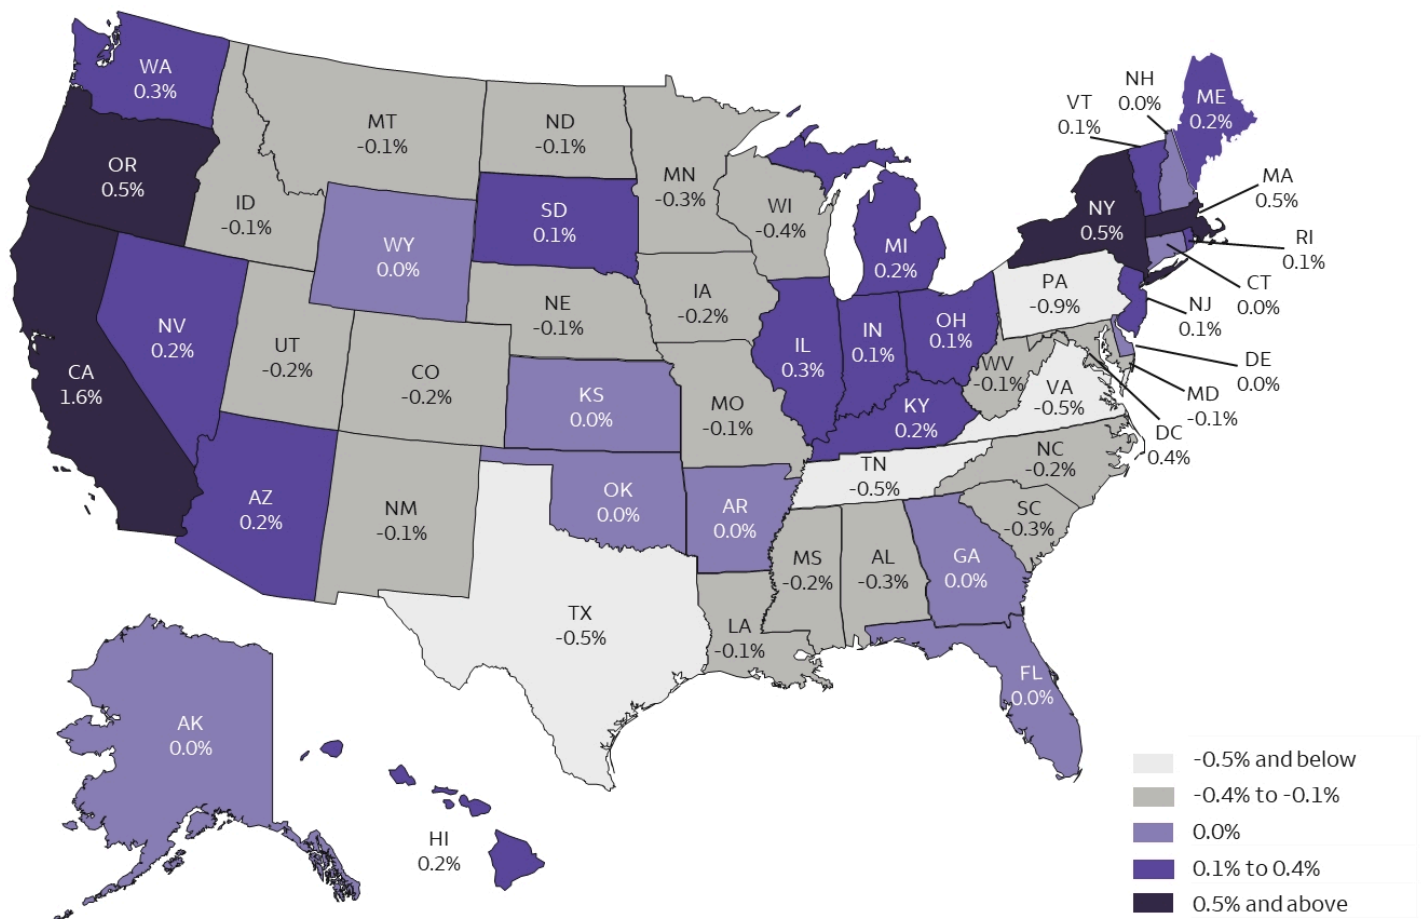 WA
0.3%
OR
0.5%
CA
1.6%
NV
0.2%
ID
-0.1%
MT
-0.1%
WY
0.0%
UT
-0.2%
CO
-0.2%
AZ
0.2%
NM
-0.1%
ND
-0.1%
SD
0.1%
NE
-0.1%
KS
0.0%
OK
0.0%
TX
-0.5%
MN
-0.3%
IA
-0.2%
MO
-0.1%
AR
0.0%
LA
-0.1%
WI
-0.4%
IL
0.3%
MI
0.2%
IN
0.1%
OH
0.1%
KY
0.2%
TN
-0.5%
MS
-0.2%
AL
-0.3%
GA
0.0%
FL
0.0%
SC
-0.3%
NC
-0.2%
VA
-0.5%
WV
-0.1%
PA
-0.9%
NY
0.5%
VT
0.1%
NH
0.0%
ME
0.2%
MA
0.5%
RI
0.1%
CT
0.0%
NJ
0.1%
DE
0.0%
MD
-0.1%
DC
0.4%
AK
0.0%
HI
0.2%
-0.5% and below
-0.4% to -0.1%
0.0%
0.1% to 0.4%
0.5% and above